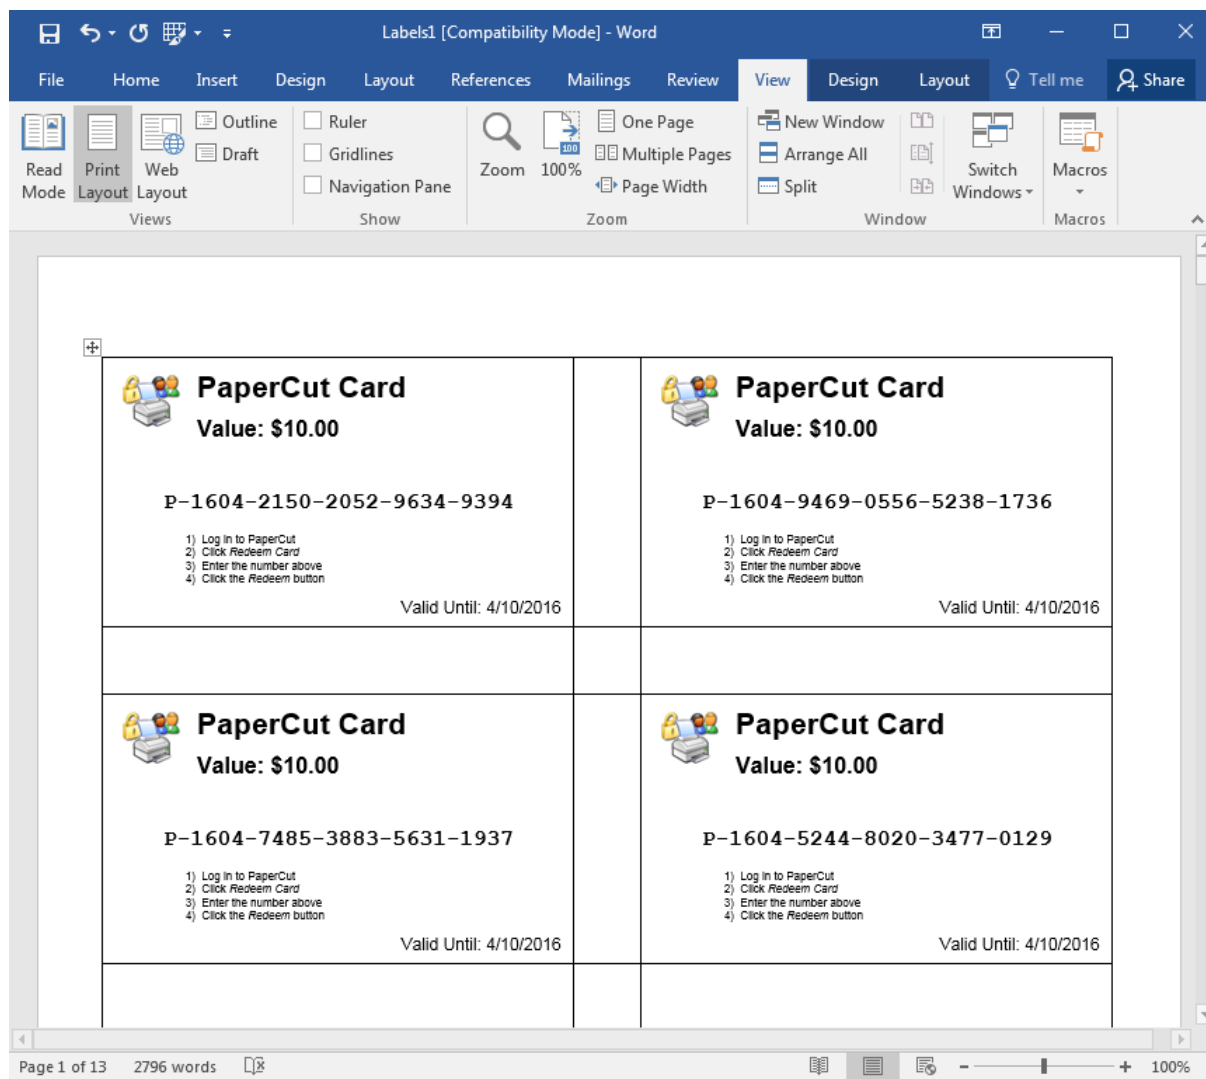 Labels1 [Compatibility Mode] - Word
File Home Insert Design Layout References Mailings Review View Design Layout Tell me Share
Read Mode
Print Layout
Web Layout
Outline
Draft
Views
Ruler
Gridlines
Navigation Pane
Show
Zoom
100
100%
One Page
Multiple Pages
Page Width
Zoom
New Window
Arrange All
Split
Switch Windows
Window
Macros
Macros
PaperCut Card
Value: $10.00
P-1604-2150-2052-9634-9394
1) Log in to PaperCut
2) Click Redeem Card
3) Enter the number above
4) Click the Redeem button
Valid Until: 4/10/2016
PaperCut Card
Value: $10.00
P-1604-9469-0556-5238-1736
1) Log in to PaperCut
2) Click Redeem Card
3) Enter the number above
4) Click the Redeem button
Valid Until: 4/10/2016
PaperCut Card
Value: $10.00
P-1604-7485-3883-5631-1937
1) Log in to PaperCut
2) Click Redeem Card
3) Enter the number above
4) Click the Redeem button
Valid Until: 4/10/2016
PaperCut Card
Value: $10.00
P-1604-5244-8020-3477-0129
1) Log in to PaperCut
2) Click Redeem Card
3) Enter the number above
4) Click the Redeem button
Valid Until: 4/10/2016
Page 1 of 13 2796 words 100%